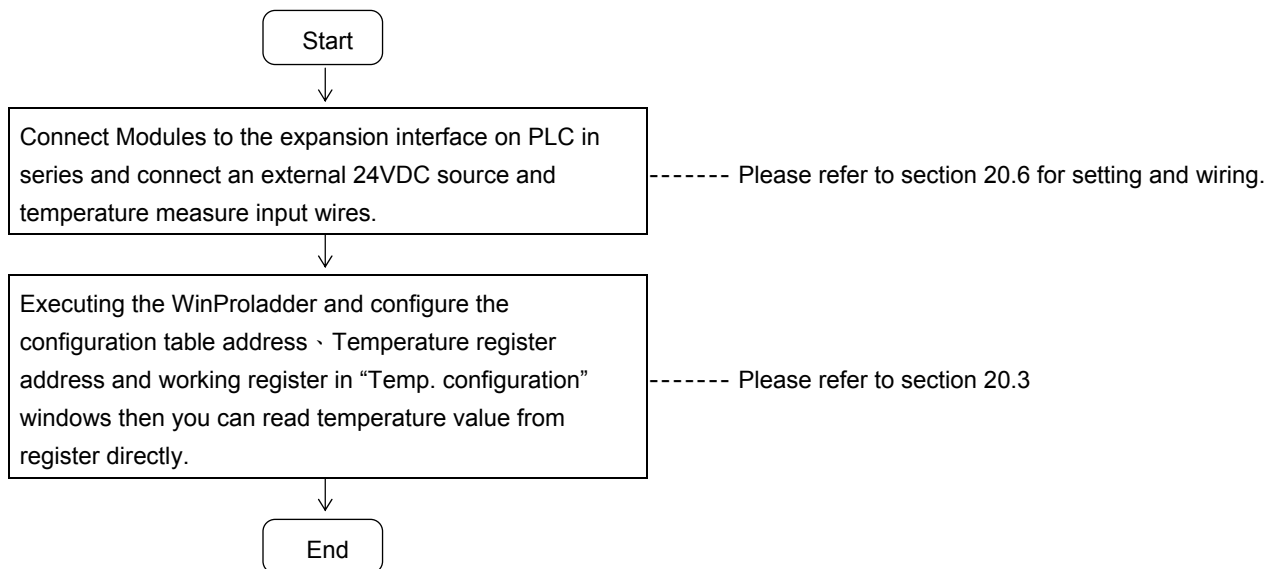 Start
Connect Modules to the expansion interface on PLC in
series and connect an external 24VDC source and
temperature measure input wires.
------- Please refer to section 20.6 for setting and wiring.
Executing the WinProladder and configure the
configuration table address、Temperature register
address and working register in “Temp. configuration”
windows then you can read temperature value from
register directly.
------- Please refer to section 20.3
End